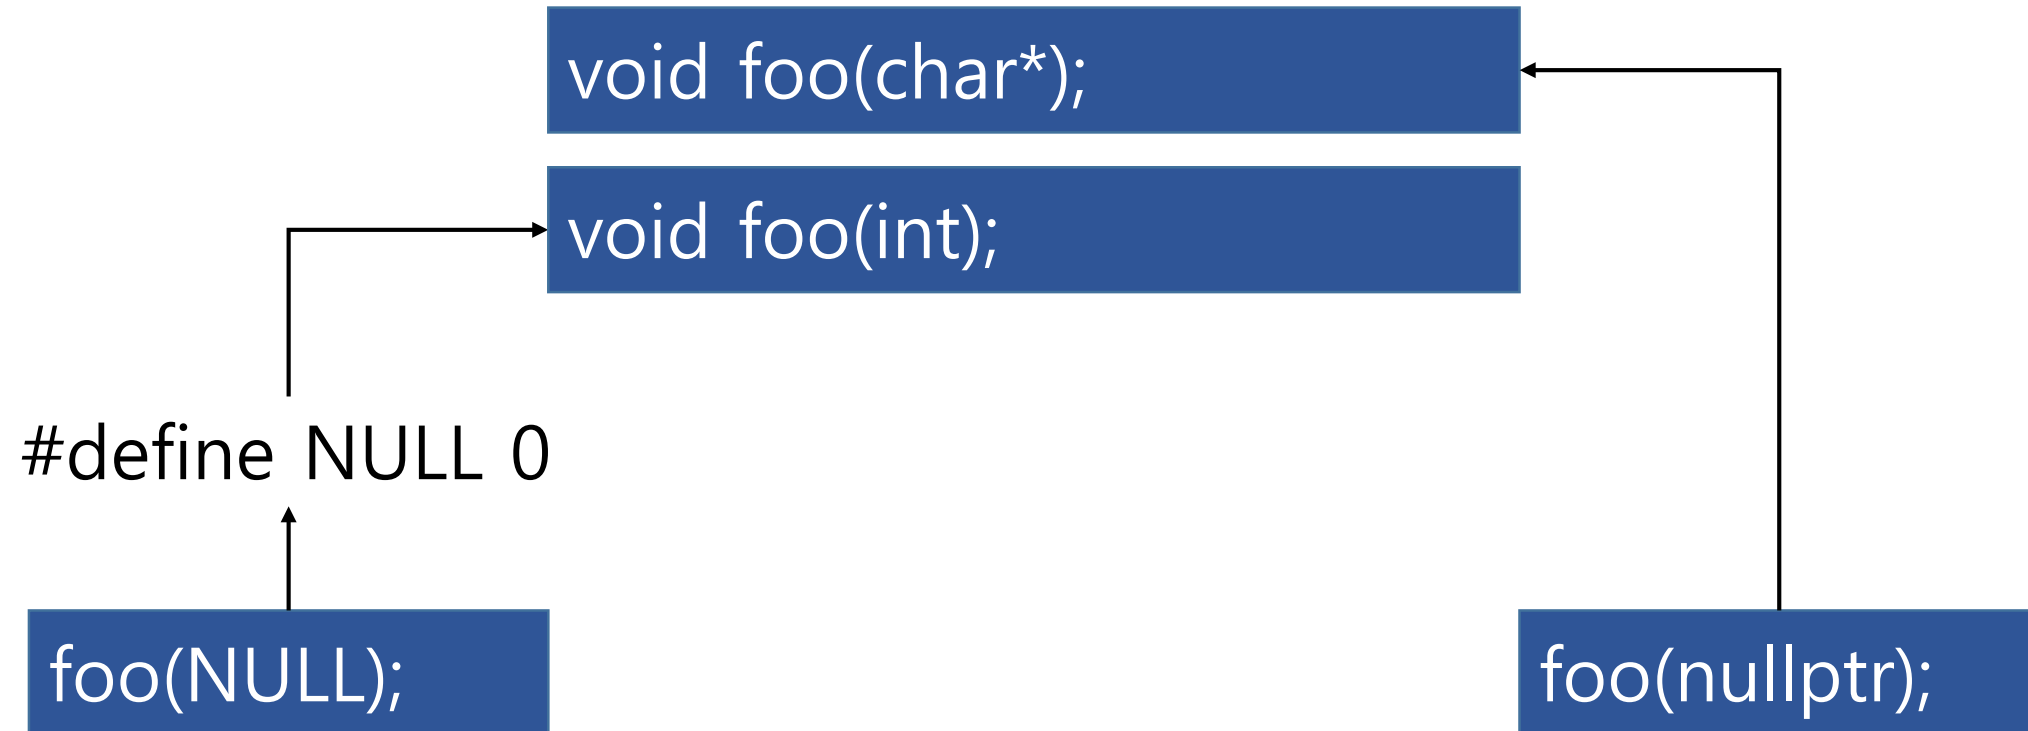 void foo(char*);
void foo(int);
#define NULL 0
foo(NULL);
foo(nullptr);